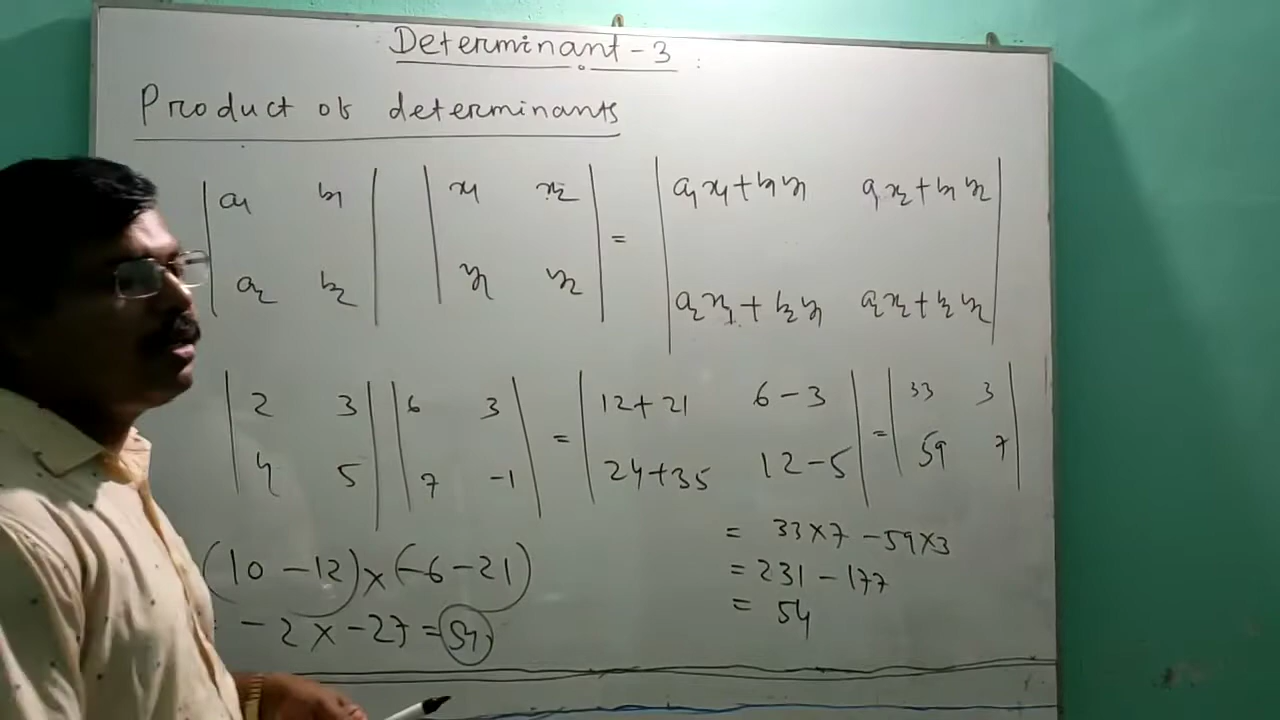 Determinant-3
Product of determinants
| a₁ b₁ | | x₁ x₂ | = | a₁x₁+b₁y₁ a₁x₂+b₁y₂ |
| a₂ b₂ | | y₁ y₂ | | a₂x₁+b₂y₁ a₂x₂+b₂y₂ |
| 2 3 | | 6 3 | = | 12+21 6-3 | = | 33 3 |
| 4 5 | | 7 -1 | | 24+35 12-5 | | 59 7 |
= 33×7-59×3
(10-12)×(-6-21)
= 231-177
-2×-27=54
= 54